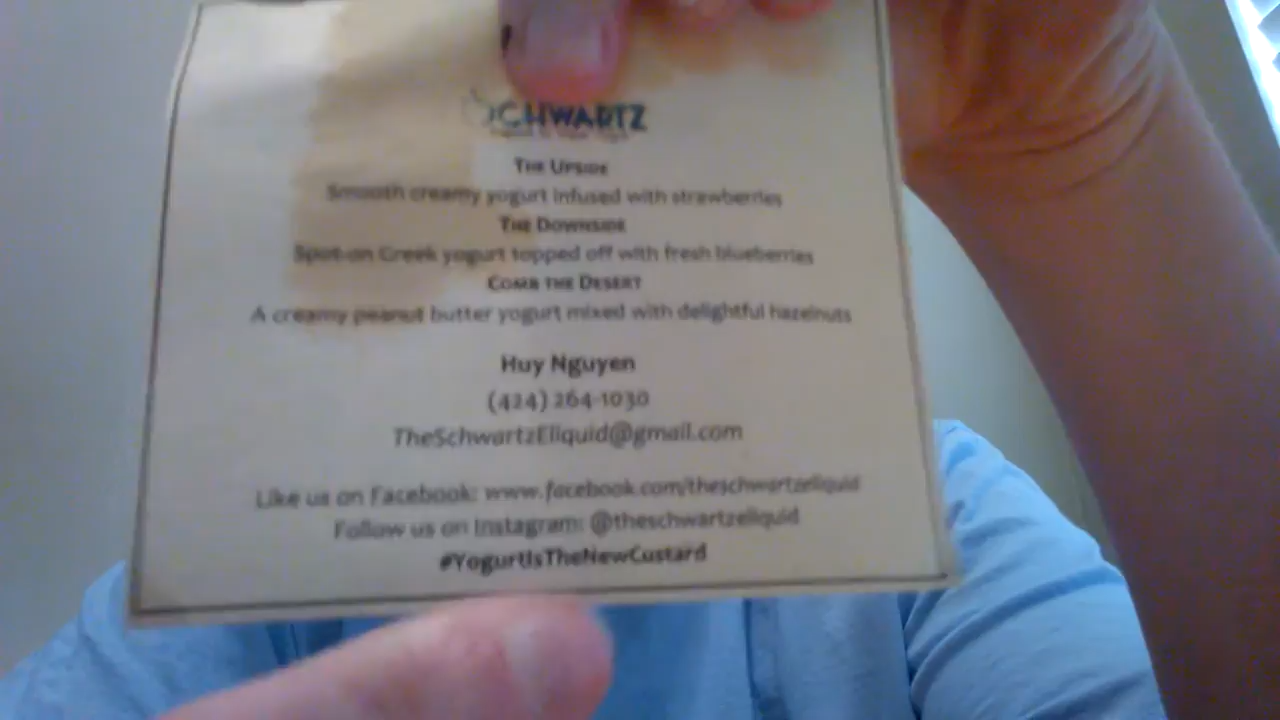 SCHWARTZ
THE UPSIDE
Smooth creamy yogurt infused with strawberries
THE DOWNSIDE
Spot-on Greek yogurt topped off with fresh blueberries
COMB THE DESERT
A creamy peanut butter yogurt mixed with delightful hazelnuts
Huy Nguyen
(424) 264-1030
TheSchwartzEliquid@gmail.com
Like us on Facebook: www.facebook.com/theschwartzeliquid
Follow us on Instagram: @theschwartzeliquid
#YogurtIsTheNewCustard